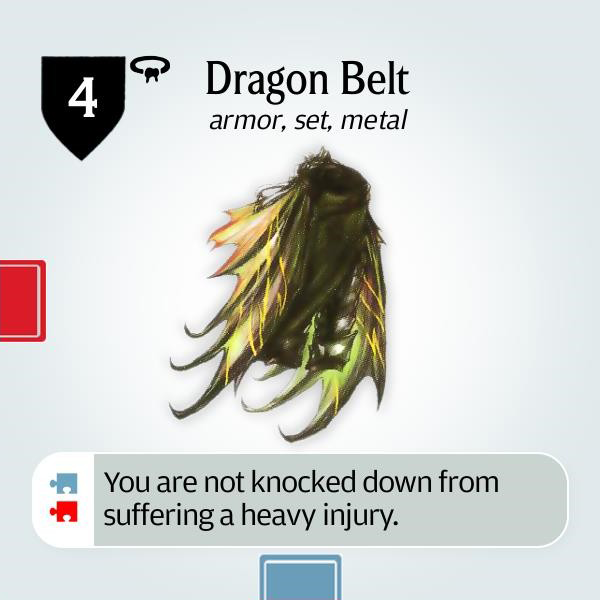 4
Dragon Belt
armor, set, metal
You are not knocked down from
suffering a heavy injury.